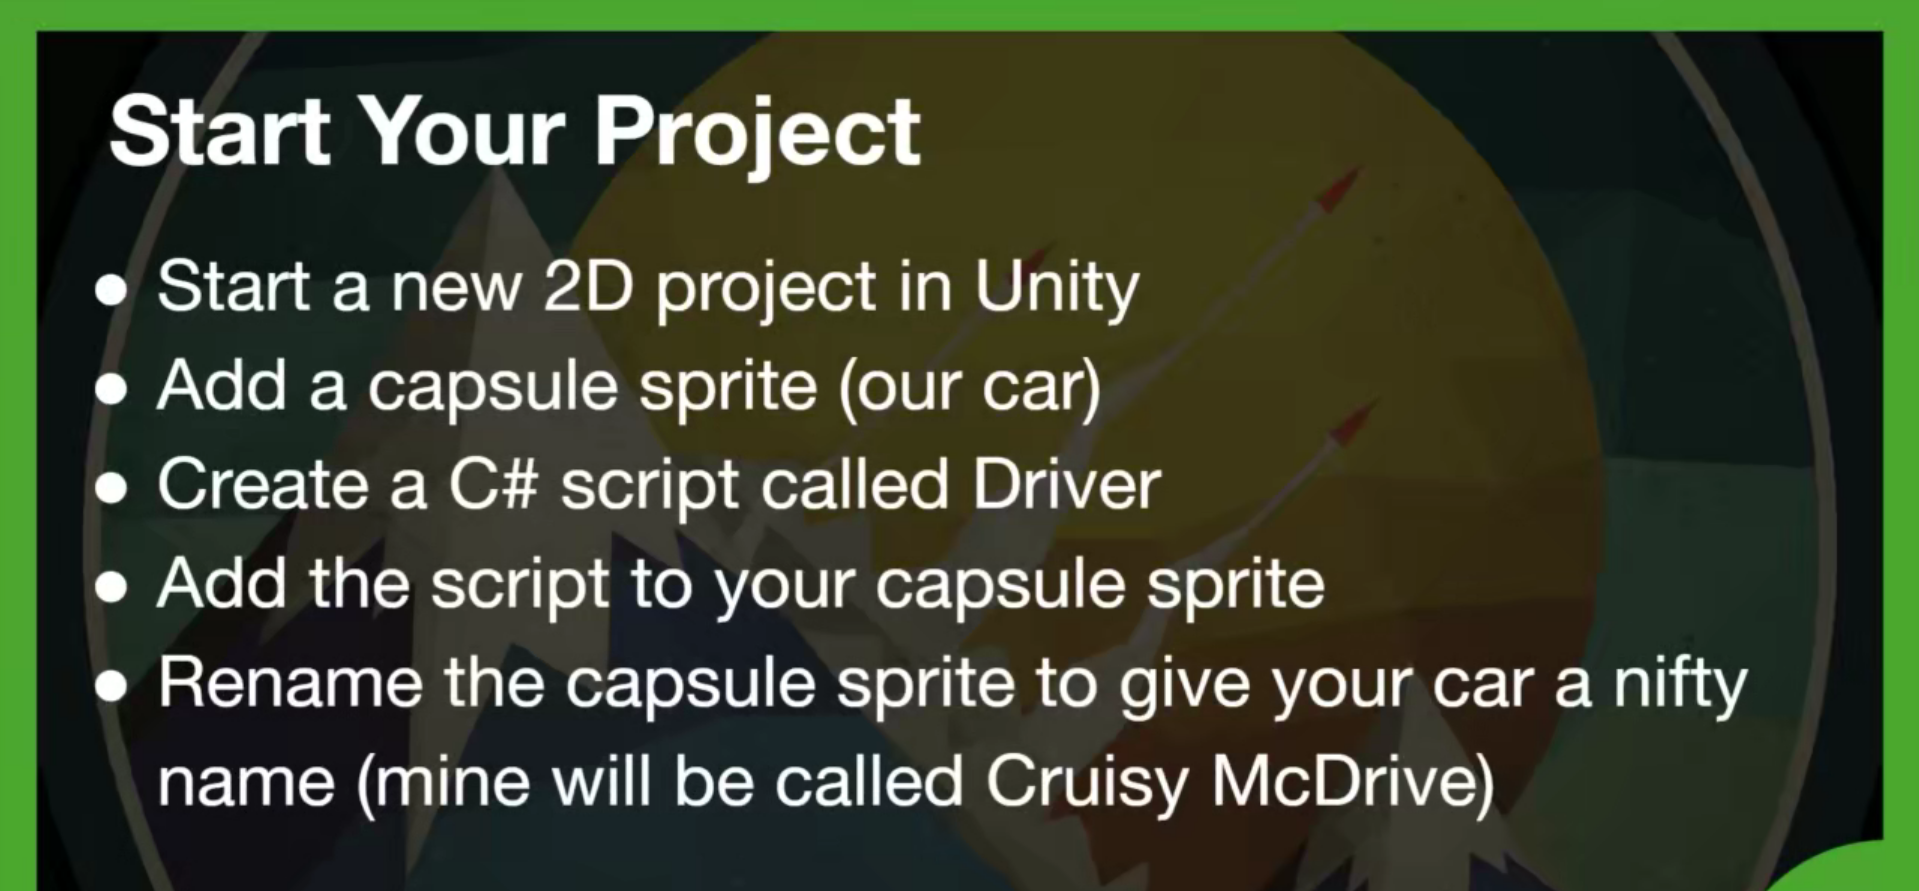 Start Your Project
● Start a new 2D project in Unity
● Add a capsule sprite (our car)
● Create a C# script called Driver
● Add the script to your capsule sprite
● Rename the capsule sprite to give your car a nifty
name (mine will be called Cruisy McDrive)